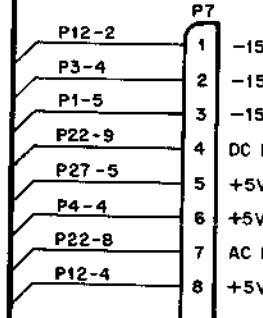 P7
P12-2 1 -15
P3-4 2 -15
P1-5 3 -15
P22-9 4 DC
P27-5 5 +5V
P4-4 6 +5V
P22-8 7 AC
P12-4 8 +5V